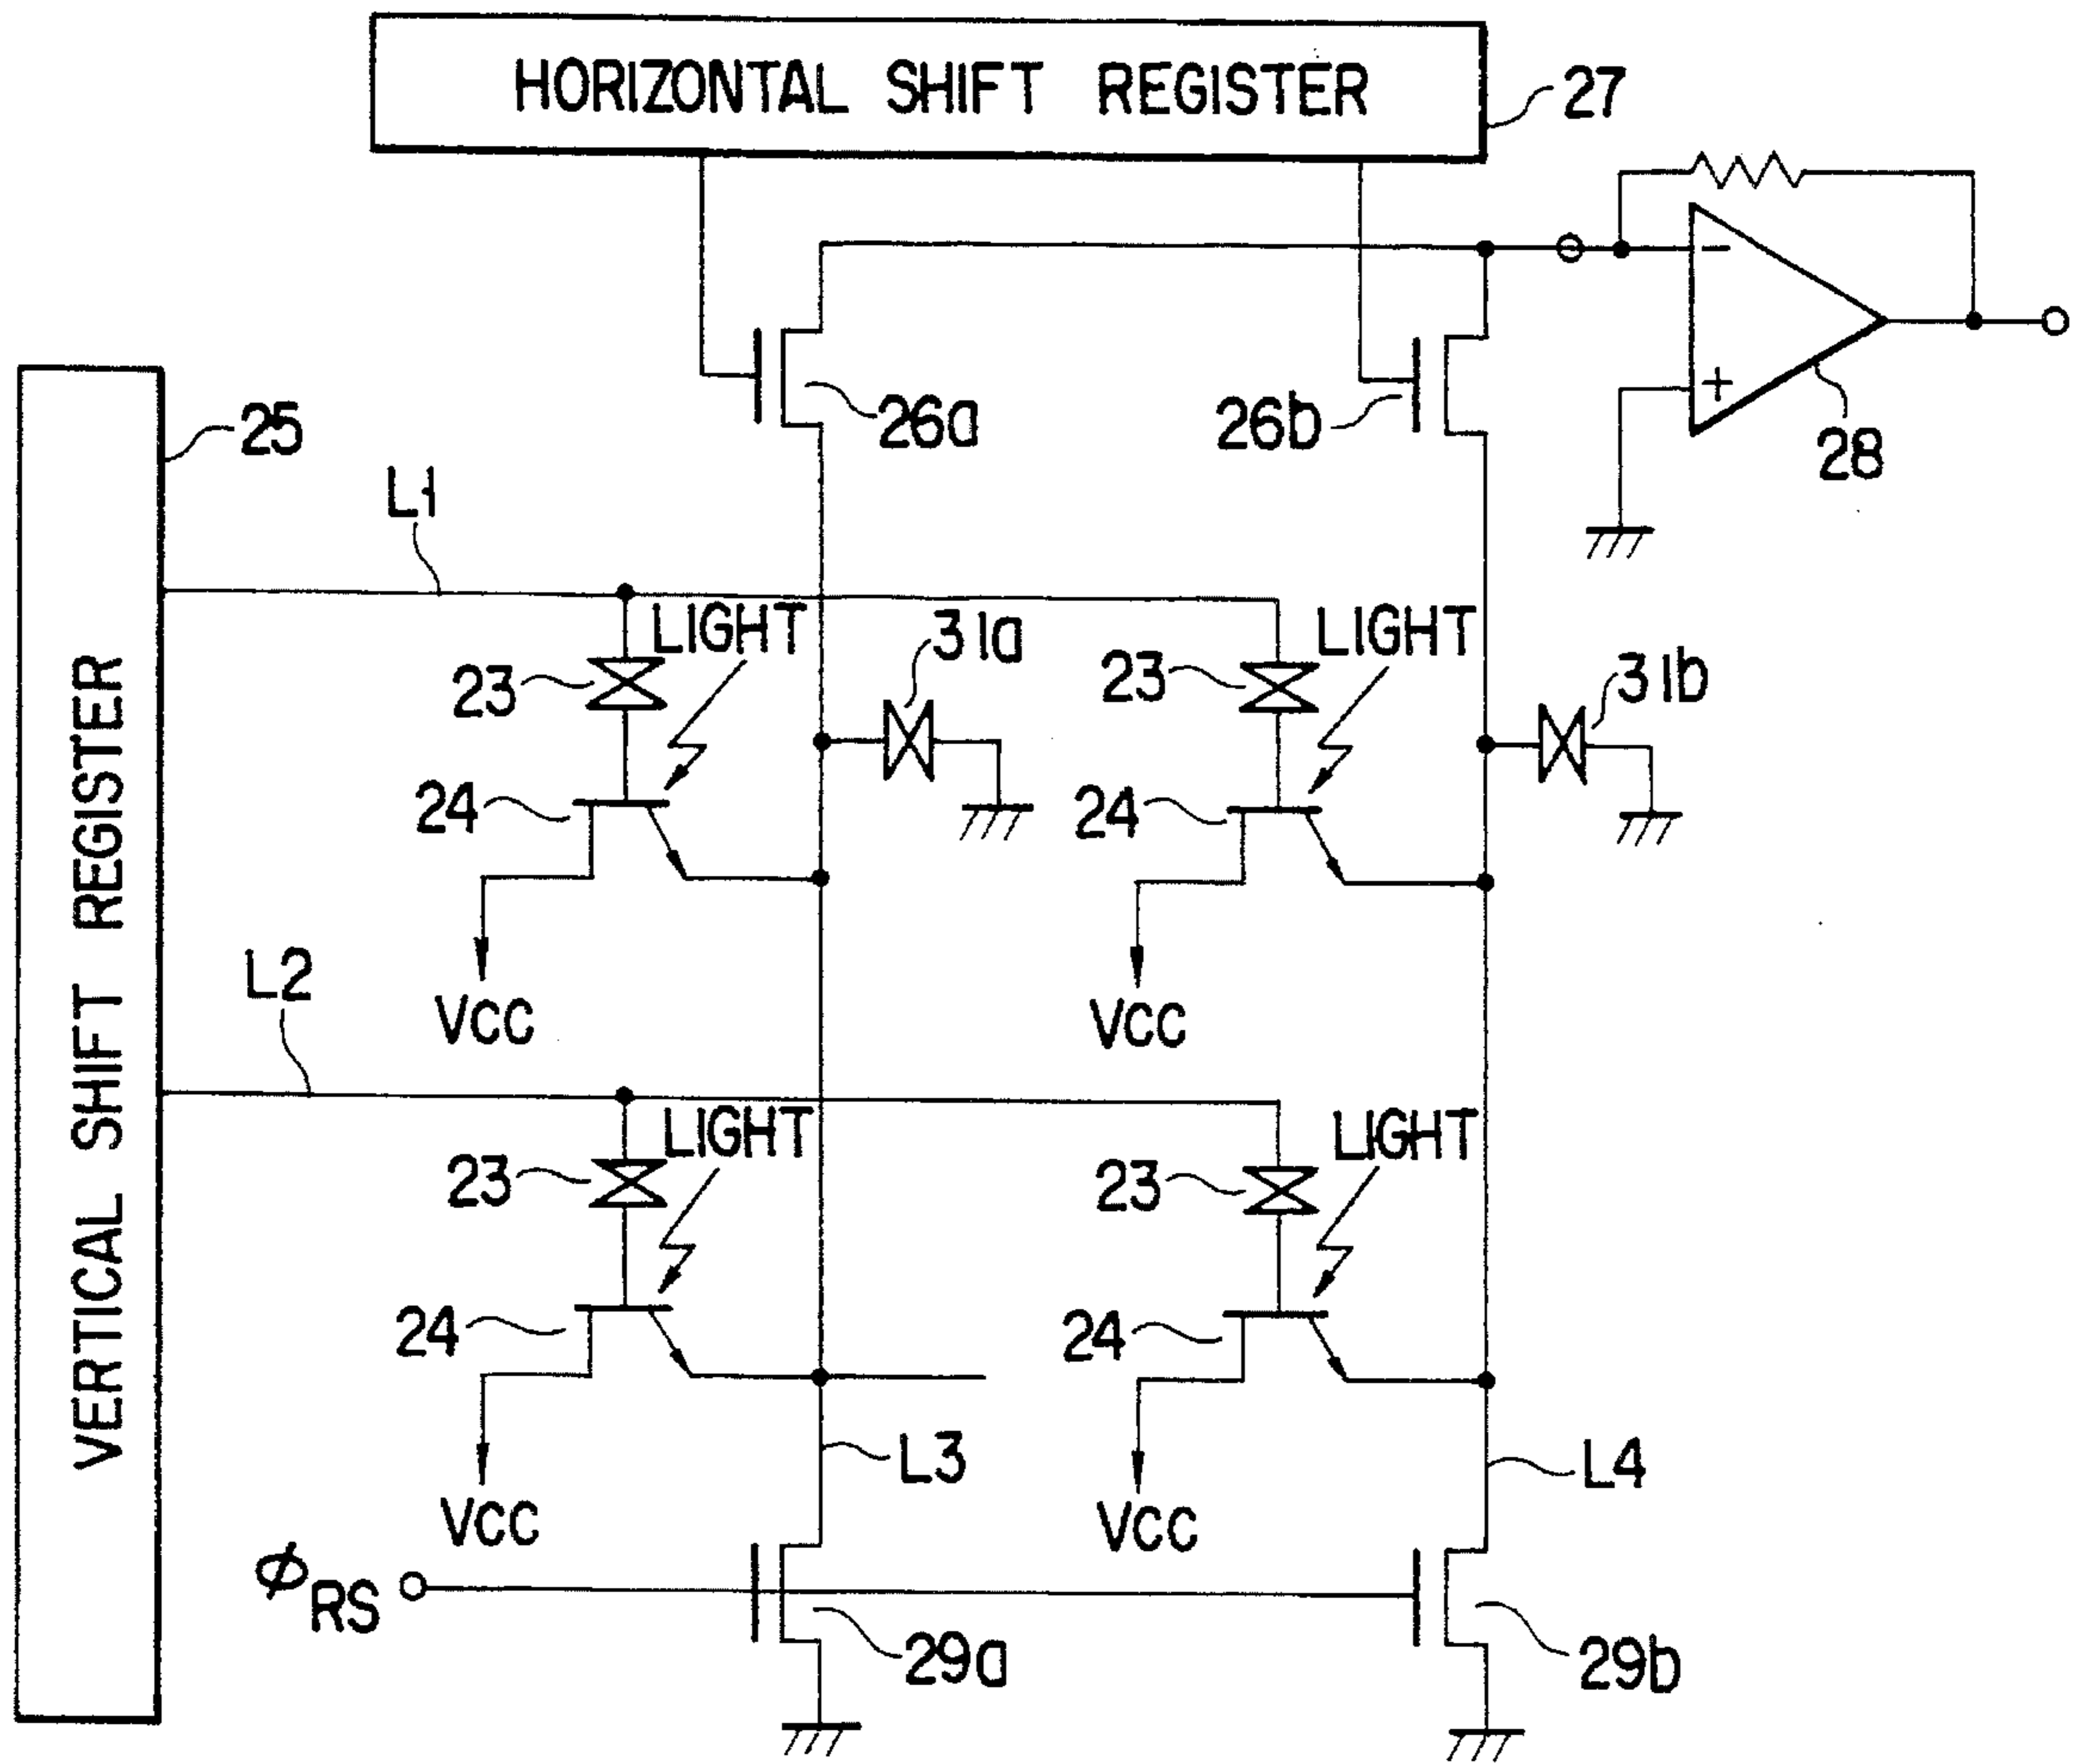 HORIZONTAL SHIFT REGISTER
27
−
+
28
26a
26b
25
VERTICAL SHIFT REGISTER
L1
LIGHT
23
31a
24
VCC
LIGHT
23
31b
24
VCC
L2
LIGHT
23
24
VCC
LIGHT
23
24
VCC
L3
L4
ΦRS
29a
29b